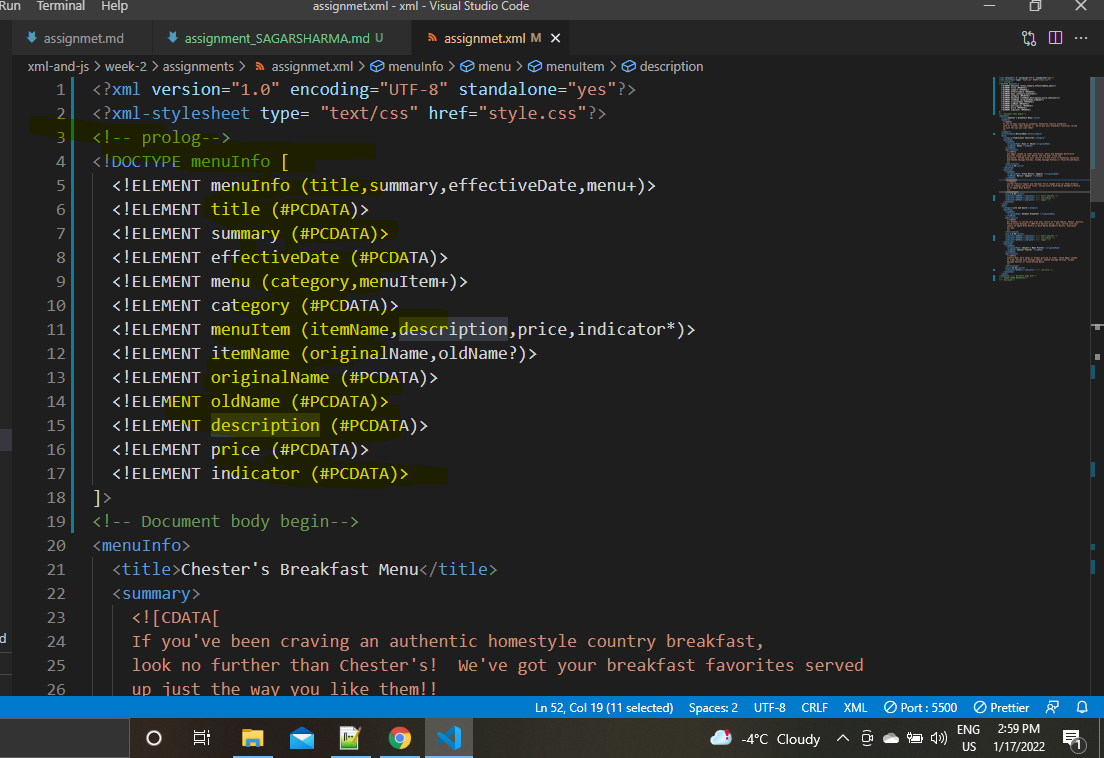 Run Terminal Help assignmet.xml - xml - Visual Studio Code
assignmet.md assignment_SAGARSHARMA.md U assignmet.xml M
xml-and-js > week-2 > assignments > assignmet.xml > menuInfo > menu > menuItem > description
1 <?xml version="1.0" encoding="UTF-8" standalone="yes"?>
2 <?xml-stylesheet type= "text/css" href="style.css"?>
3 <!-- prolog-->
4 <!DOCTYPE menuInfo [
5 <!ELEMENT menuInfo (title,summary,effectiveDate,menu+)>
6 <!ELEMENT title (#PCDATA)>
7 <!ELEMENT summary (#PCDATA)>
8 <!ELEMENT effectiveDate (#PCDATA)>
9 <!ELEMENT menu (category,menuItem+)>
10 <!ELEMENT category (#PCDATA)>
11 <!ELEMENT menuItem (itemName,description,price,indicator*)>
12 <!ELEMENT itemName (originalName,oldName?)>
13 <!ELEMENT originalName (#PCDATA)>
14 <!ELEMENT oldName (#PCDATA)>
15 <!ELEMENT description (#PCDATA)>
16 <!ELEMENT price (#PCDATA)>
17 <!ELEMENT indicator (#PCDATA)>
18 ]>
19 <!-- Document body begin-->
20 <menuInfo>
21 <title>Chester's Breakfast Menu</title>
22 <summary>
23 <![CDATA[
24 If you've been craving an authentic homestyle country breakfast,
25 look no further than Chester's! We've got your breakfast favorites served
26 up just the way you like them!!
d
Ln 52, Col 19 (11 selected) Spaces: 2 UTF-8 CRLF XML Port : 5500 Prettier
-4°C Cloudy ENG US 2:59 PM 1/17/2022 1